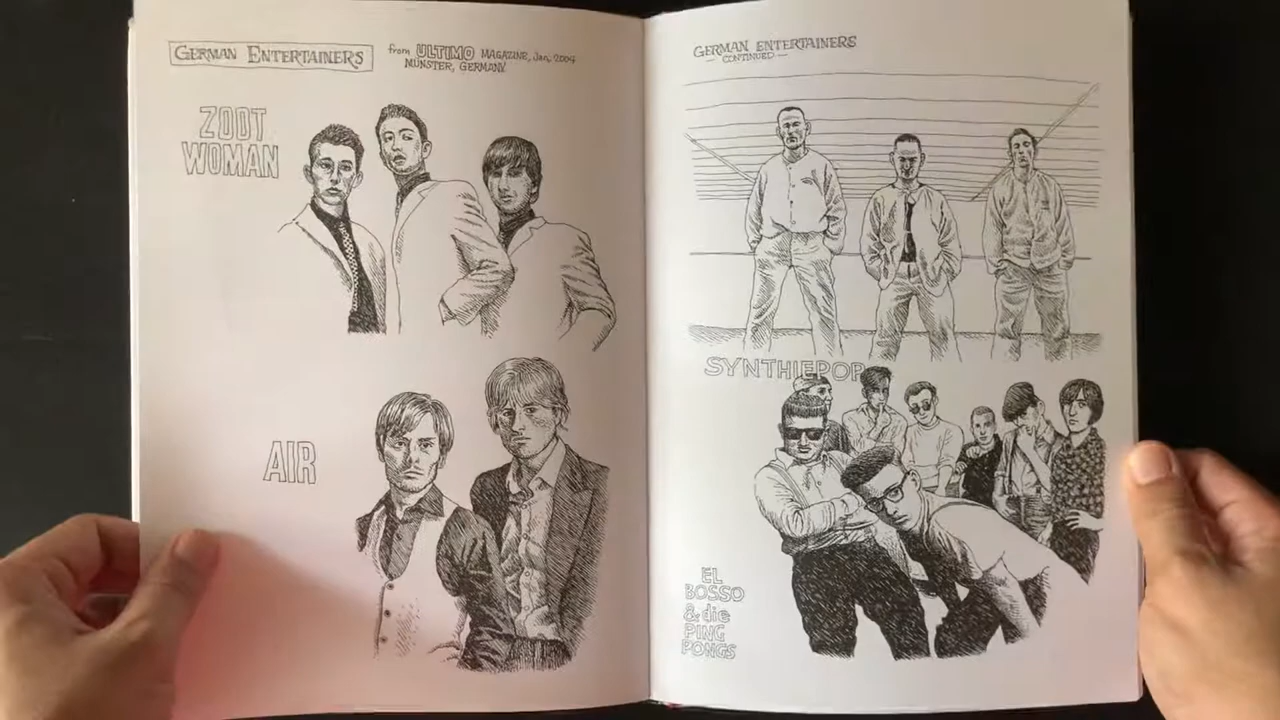 GERMAN ENTERTAINERS
from ULTIMO MAGAZINE, Jan, 2004
MÜNSTER, GERMANY
ZOOT
WOMAN
AIR
GERMAN ENTERTAINERS
— CONTINUED —
SYNTHIEPOP
EL
BOSSO
& die
PING
PONGS